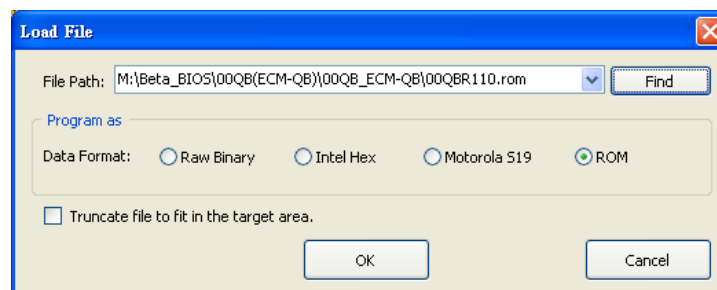 Load File
File Path: M:\Beta_BIOS\00QB(ECM-QB)\00QB_ECM-QB\00QBR110.rom Find
Program as
Data Format: Raw Binary Intel Hex Motorola S19 ROM
Truncate file to fit in the target area.
OK Cancel